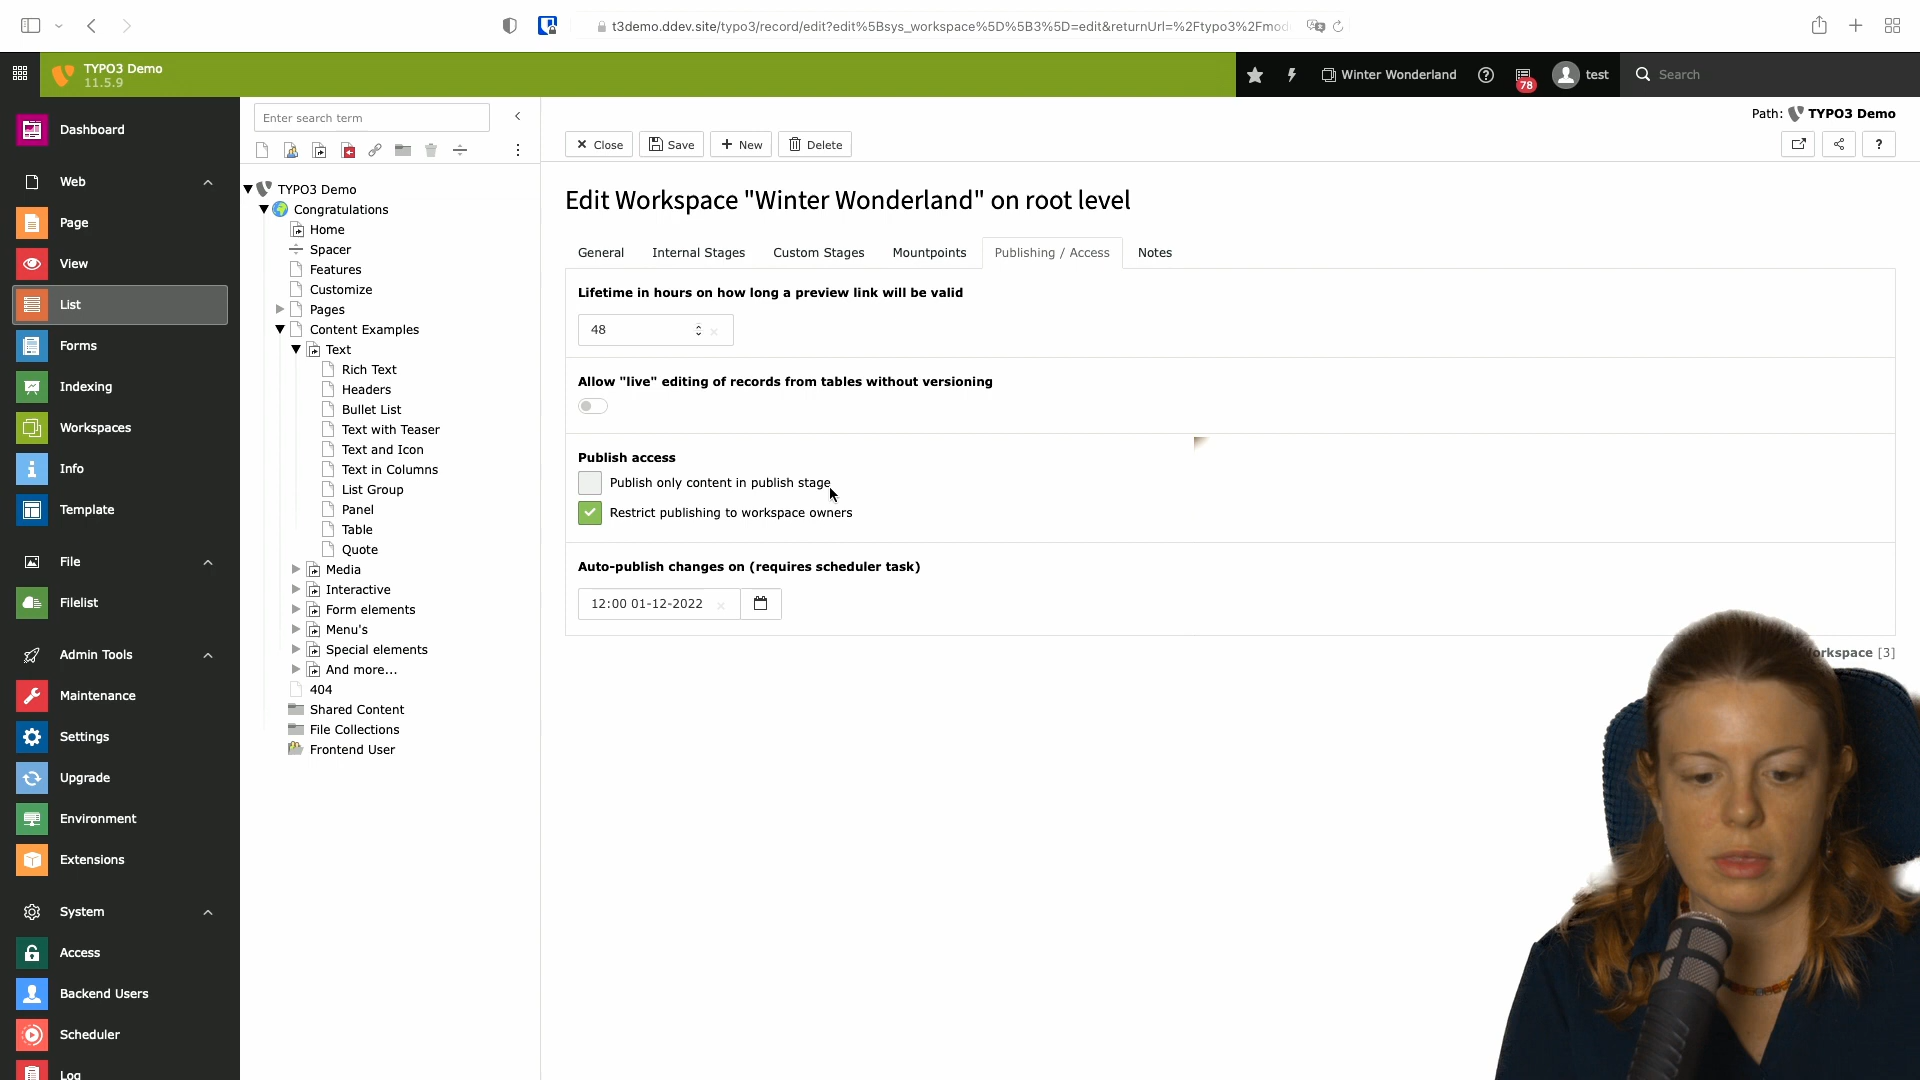 t3demo.ddev.site/typo3/record/edit?edit%5Bsys_workspace%5D%5B3%5D=edit&returnUrl=%2Ftypo3%2Fmod
TYPO3 Demo
11.5.9
Winter Wonderland
78
test
Search
Dashboard
Web
Page
View
List
Forms
Indexing
Workspaces
Info
Template
File
Filelist
Admin Tools
Maintenance
Settings
Upgrade
Environment
Extensions
System
Access
Backend Users
Scheduler
Log
Enter search term
TYPO3 Demo
Congratulations
Home
Spacer
Features
Customize
Pages
Content Examples
Text
Rich Text
Headers
Bullet List
Text with Teaser
Text and Icon
Text in Columns
List Group
Panel
Table
Quote
Media
Interactive
Form elements
Menu's
Special elements
And more...
404
Shared Content
File Collections
Frontend User
Path: TYPO3 Demo
Close
Save
New
Delete
?
Edit Workspace "Winter Wonderland" on root level
General
Internal Stages
Custom Stages
Mountpoints
Publishing / Access
Notes
Lifetime in hours on how long a preview link will be valid
48
Allow "live" editing of records from tables without versioning
Publish access
Publish only content in publish stage
Restrict publishing to workspace owners
Auto-publish changes on (requires scheduler task)
12:00 01-12-2022
[3]